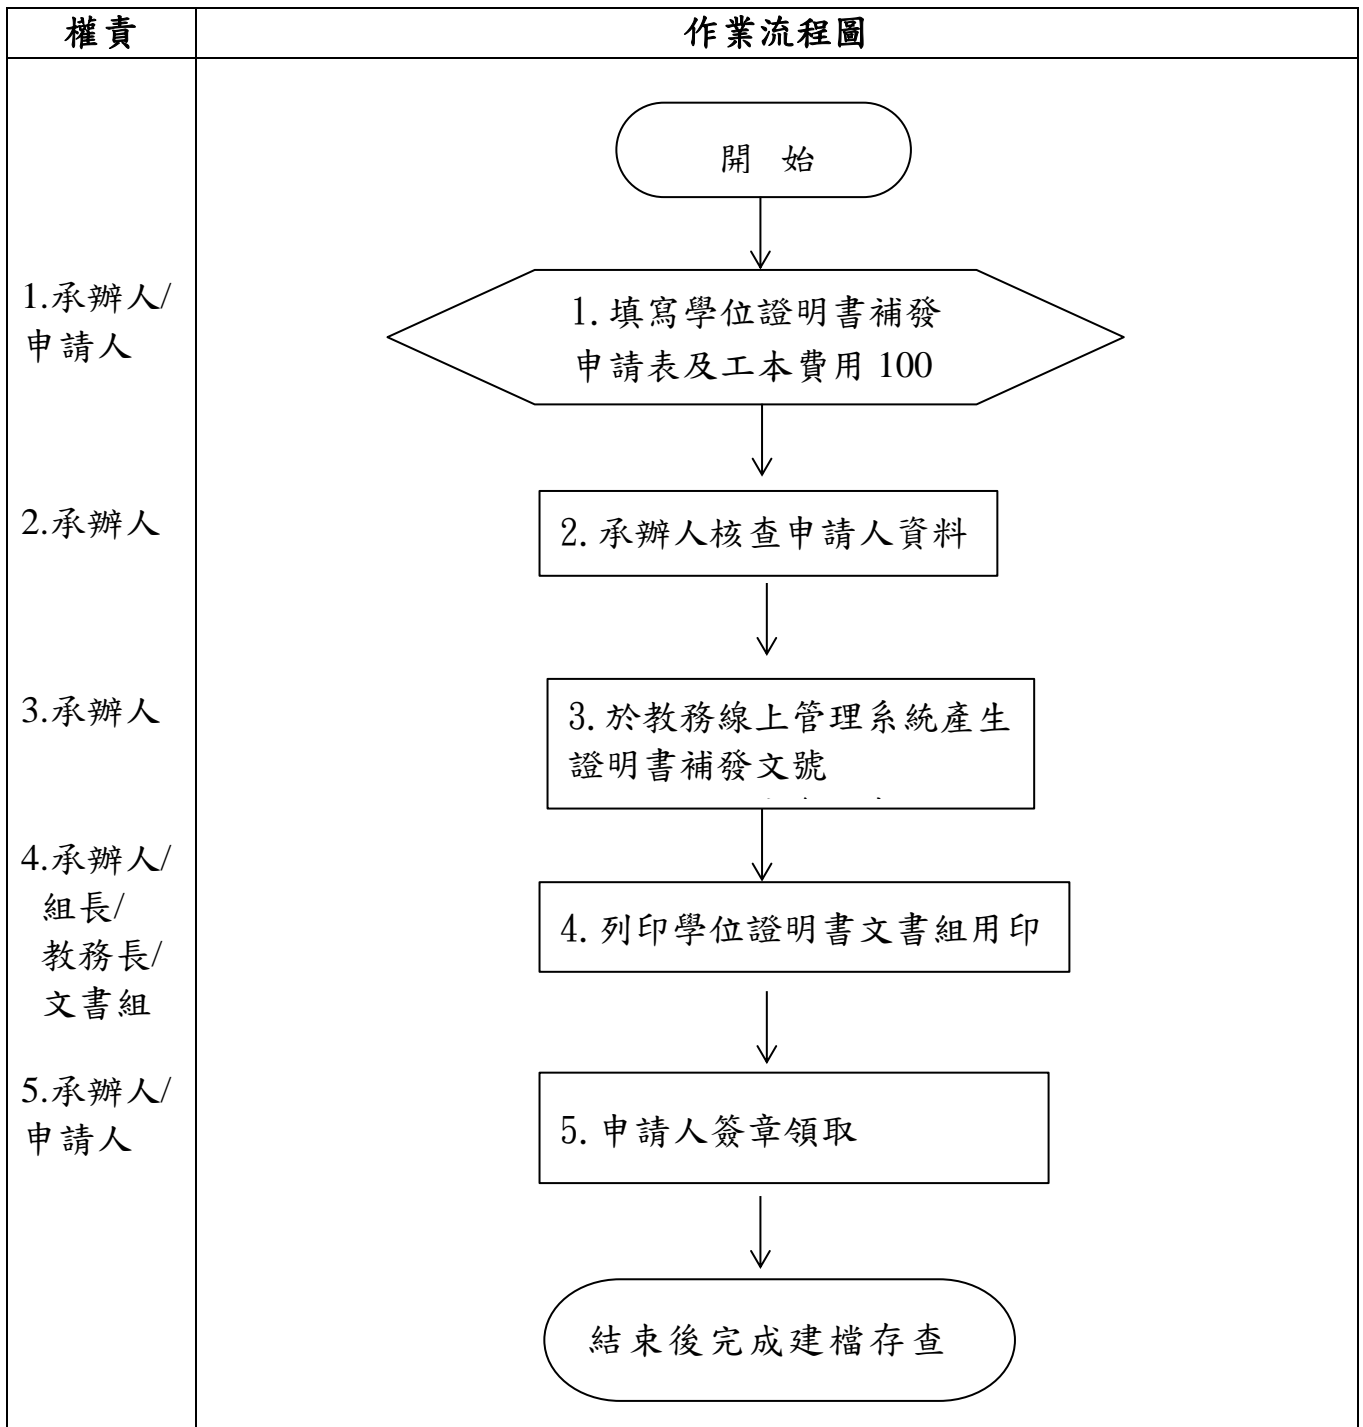 權責
作業流程圖
開 始
1.承辦人/
申請人
1. 填寫學位證明書補發
申請表及工本費用 100
2.承辦人
2. 承辦人核查申請人資料
3.承辦人
3. 於教務線上管理系統產生
證明書補發文號
4.承辦人/
組長/
教務長/
文書組
4. 列印學位證明書文書組用印
5.承辦人/
申請人
5. 申請人簽章領取
結束後完成建檔存查